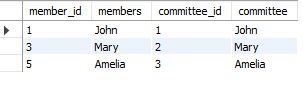 member_id members committee_id committee
1 John 1 John
3 Mary 2 Mary
5 Amelia 3 Amelia